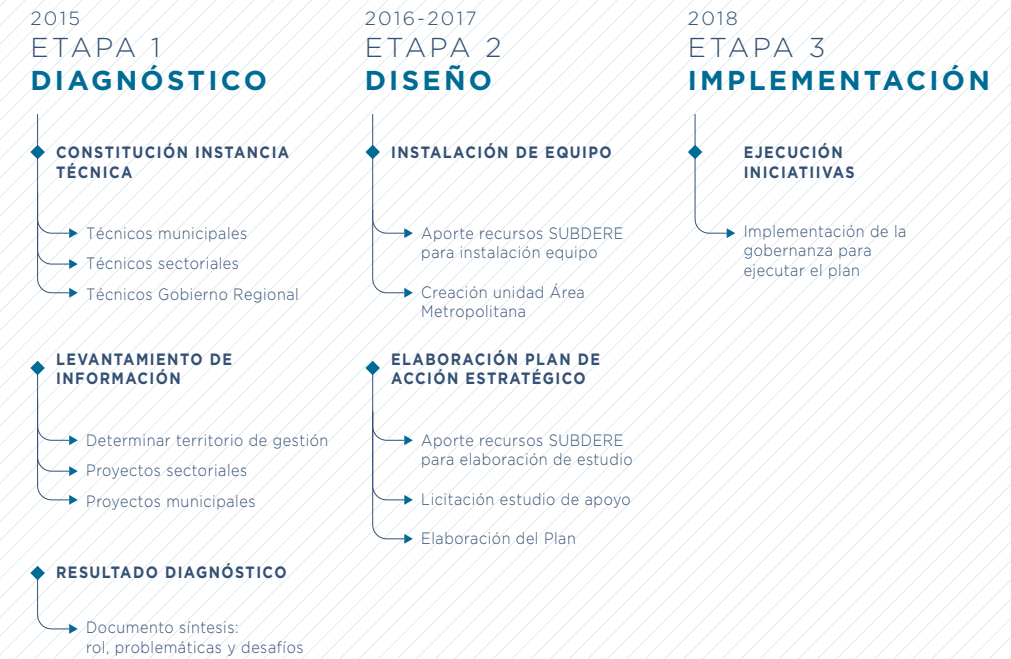 2015
ETAPA 1
DIAGNÓSTICO
CONSTITUCIÓN INSTANCIA
TÉCNICA
Técnicos municipales
Técnicos sectoriales
Técnicos Gobierno Regional
LEVANTAMIENTO DE
INFORMACIÓN
Determinar territorio de gestión
Proyectos sectoriales
Proyectos municipales
RESULTADO DIAGNÓSTICO
Documento síntesis:
rol, problemáticas y desafíos
2016-2017
ETAPA 2
DISEÑO
INSTALACIÓN DE EQUIPO
Aporte recursos SUBDERE
para instalación equipo
Creación unidad Área
Metropolitana
ELABORACIÓN PLAN DE
ACCIÓN ESTRATÉGICO
Aporte recursos SUBDERE
para elaboración de estudio
Licitación estudio de apoyo
Elaboración del Plan
2018
ETAPA 3
IMPLEMENTACIÓN
EJECUCIÓN
INICIATIIVAS
Implementación de la
gobernanza para
ejecutar el plan